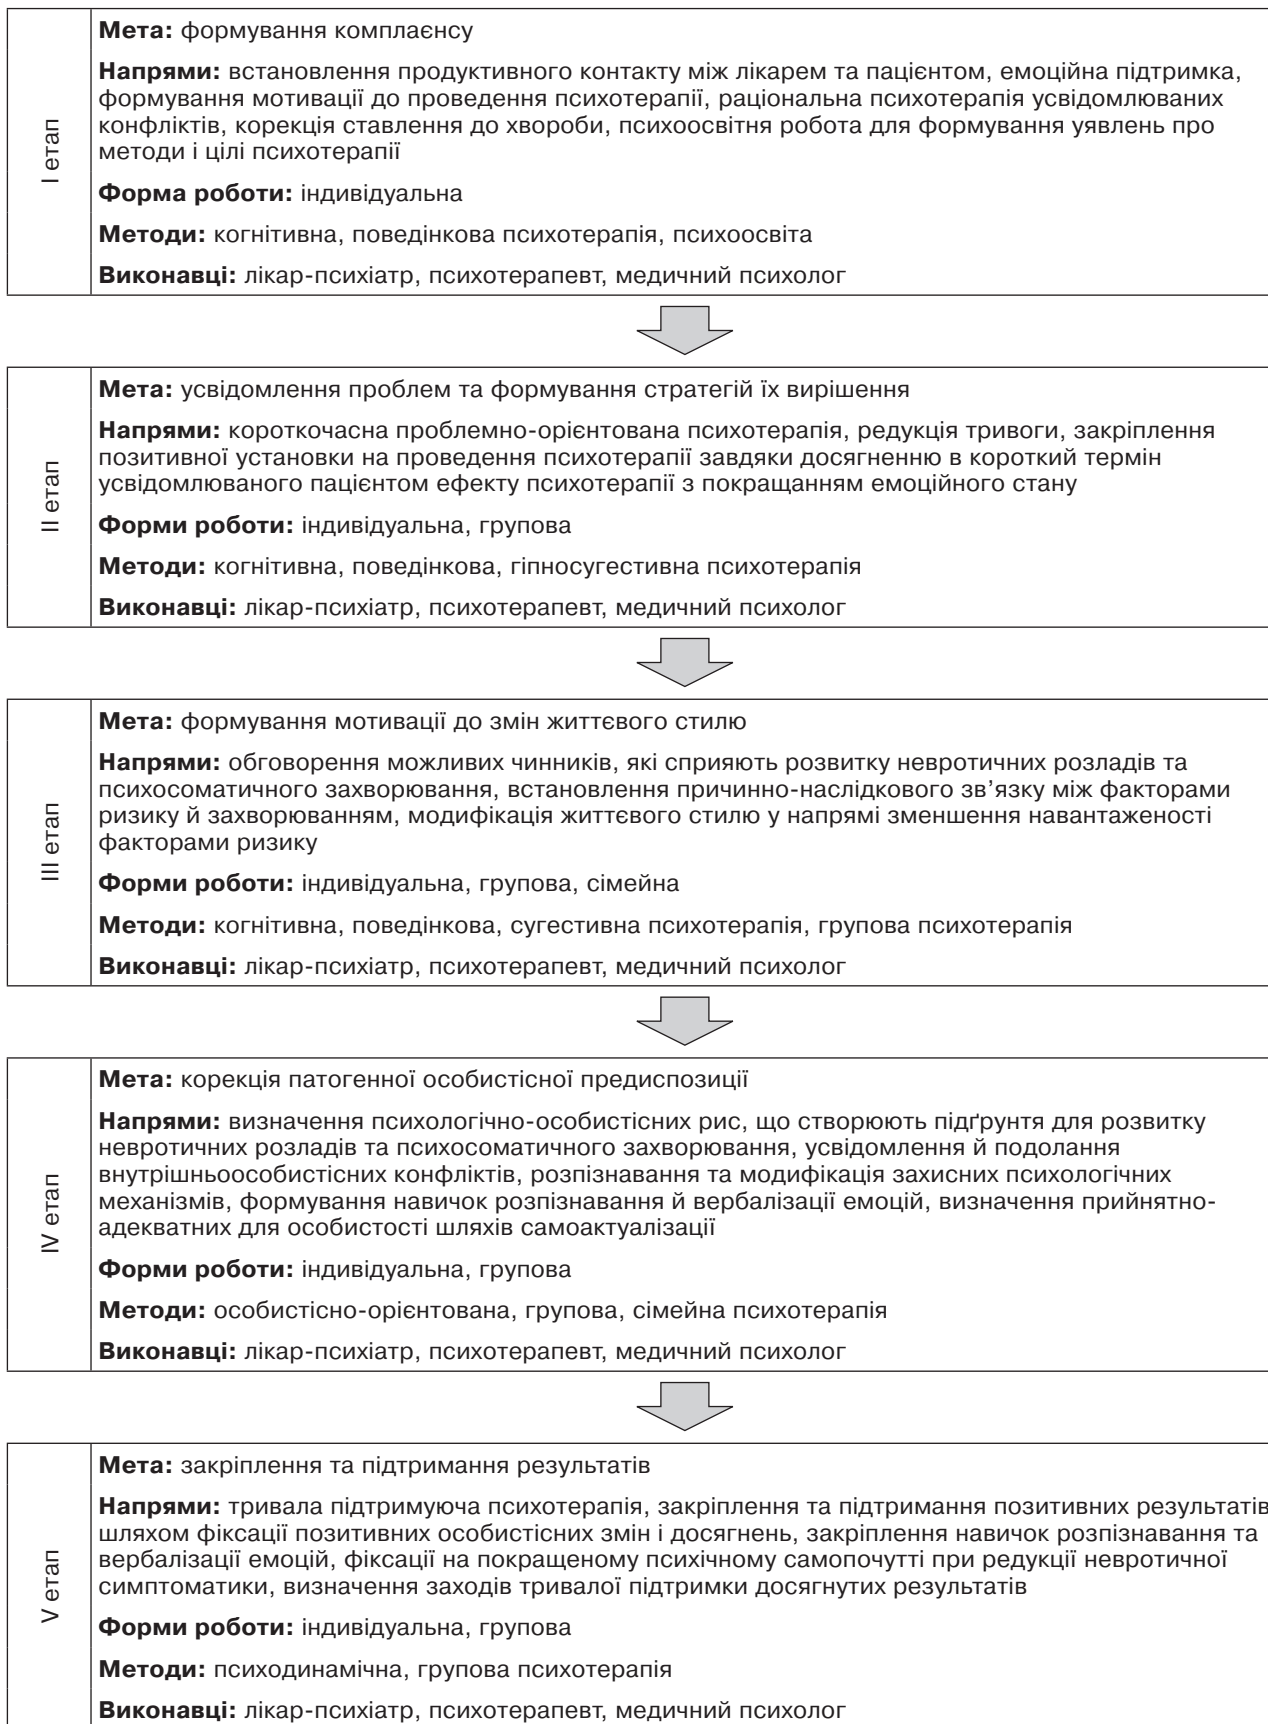 I етап
Мета: формування комплаєнсу
Напрями: встановлення продуктивного контакту між лікарем та пацієнтом, емоційна підтримка,
формування мотивації до проведення психотерапії, раціональна психотерапія усвідомлюваних
конфліктів, корекція ставлення до хвороби, психоосвітня робота для формування уявлень про
методи і цілі психотерапії
Форма роботи: індивідуальна
Методи: когнітивна, поведінкова психотерапія, психоосвіта
Виконавці: лікар-психіатр, психотерапевт, медичний психолог
II етап
Мета: усвідомлення проблем та формування стратегій їх вирішення
Напрями: короткочасна проблемно-орієнтована психотерапія, редукція тривоги, закріплення
позитивної установки на проведення психотерапії завдяки досягненню в короткий термін
усвідомлюваного пацієнтом ефекту психотерапії з покращанням емоційного стану
Форми роботи: індивідуальна, групова
Методи: когнітивна, поведінкова, гіпносугестивна психотерапія
Виконавці: лікар-психіатр, психотерапевт, медичний психолог
III етап
Мета: формування мотивації до змін життєвого стилю
Напрями: обговорення можливих чинників, які сприяють розвитку невротичних розладів та
психосоматичного захворювання, встановлення причинно-наслідкового зв’язку між факторами
ризику й захворюванням, модифікація життєвого стилю у напрямі зменшення навантаженості
факторами ризику
Форми роботи: індивідуальна, групова, сімейна
Методи: когнітивна, поведінкова, сугестивна психотерапія, групова психотерапія
Виконавці: лікар-психіатр, психотерапевт, медичний психолог
IV етап
Мета: корекція патогенної особистісної предиспозиції
Напрями: визначення психологічно-особистісних рис, що створюють підґрунтя для розвитку
невротичних розладів та психосоматичного захворювання, усвідомлення й подолання
внутрішньоособистісних конфліктів, розпізнавання та модифікація захисних психологічних
механізмів, формування навичок розпізнавання й вербалізації емоцій, визначення прийнятно-
адекватних для особистості шляхів самоактуалізації
Форми роботи: індивідуальна, групова
Методи: особистісно-орієнтована, групова, сімейна психотерапія
Виконавці: лікар-психіатр, психотерапевт, медичний психолог
V етап
Мета: закріплення та підтримання результатів
Напрями: тривала підтримуюча психотерапія, закріплення та підтримання позитивних результатів
шляхом фіксації позитивних особистісних змін і досягнень, закріплення навичок розпізнавання та
вербалізації емоцій, фіксації на покращеному психічному самопочутті при редукції невротичної
симптоматики, визначення заходів тривалої підтримки досягнутих результатів
Форми роботи: індивідуальна, групова
Методи: психодинамічна, групова психотерапія
Виконавці: лікар-психіатр, психотерапевт, медичний психолог